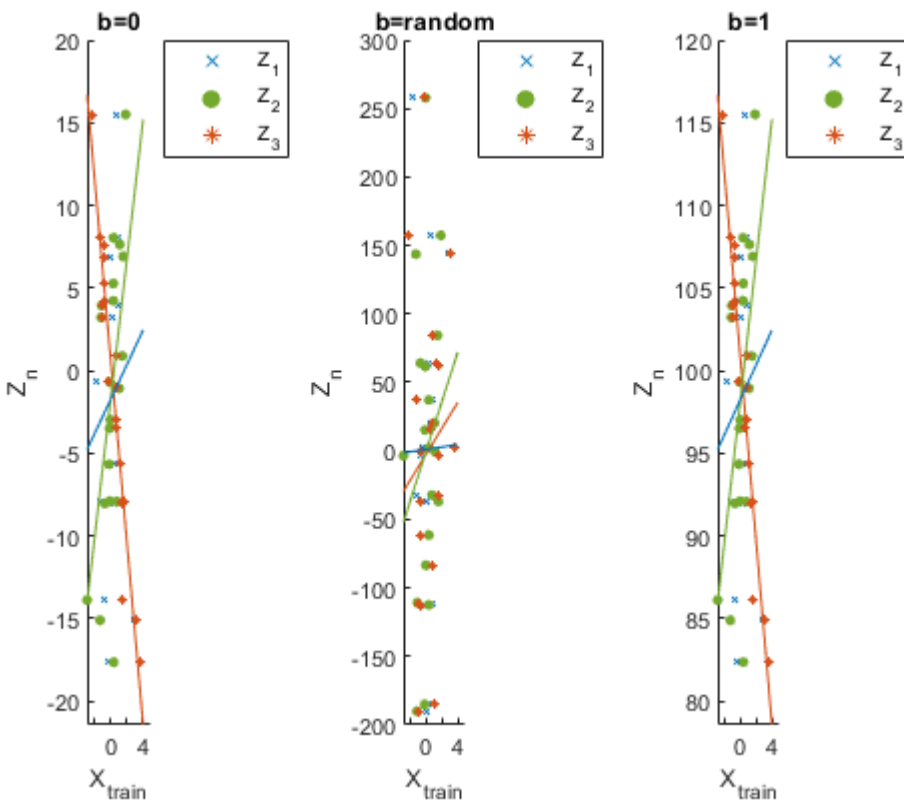 b=0
20
15
10
5
0
-5
-10
-15
-20
Z_n
0 4
X_train
Z_1
Z_2
Z_3
b=random
300
250
200
150
100
50
0
-50
-100
-150
-200
Z_n
0 4
X_train
Z_1
Z_2
Z_3
b=1
120
115
110
105
100
95
90
85
80
Z_n
0 4
X_train
Z_1
Z_2
Z_3